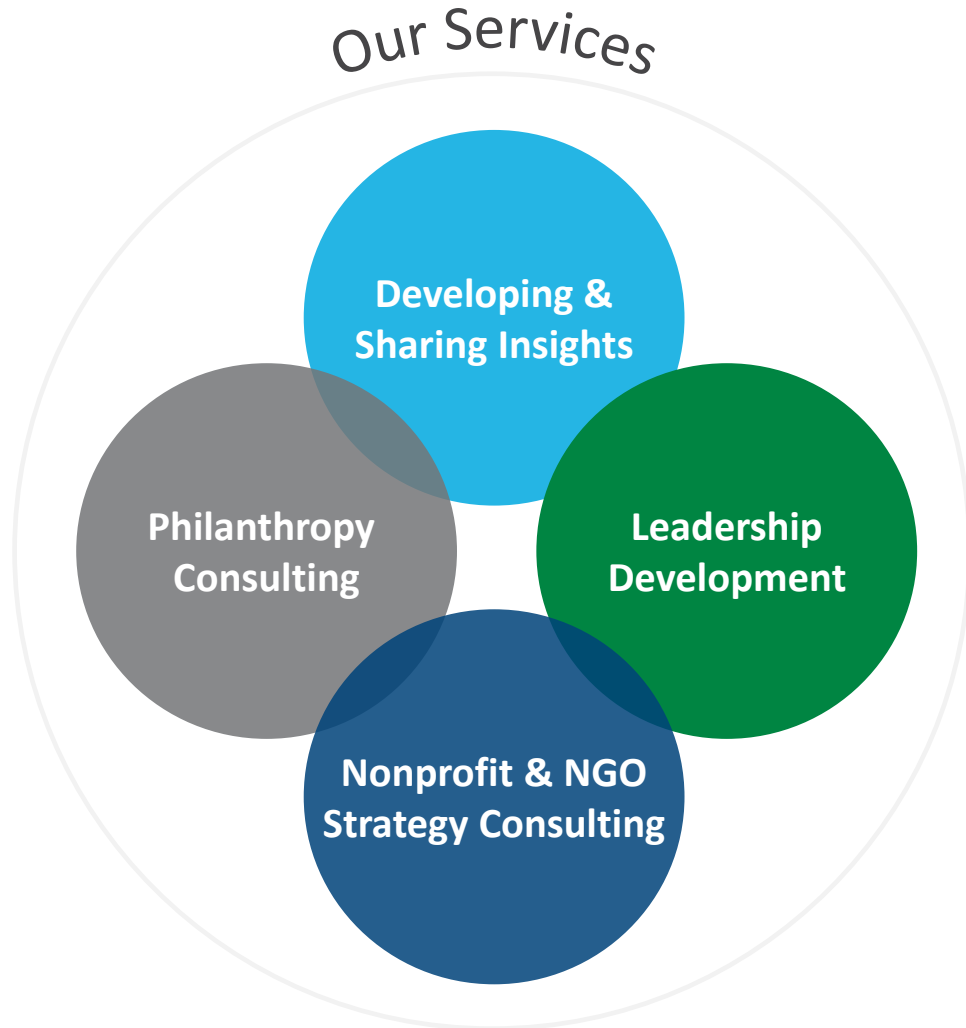 Our Services
Developing &
Sharing Insights
Philanthropy
Consulting
Leadership
Development
Nonprofit & NGO
Strategy Consulting